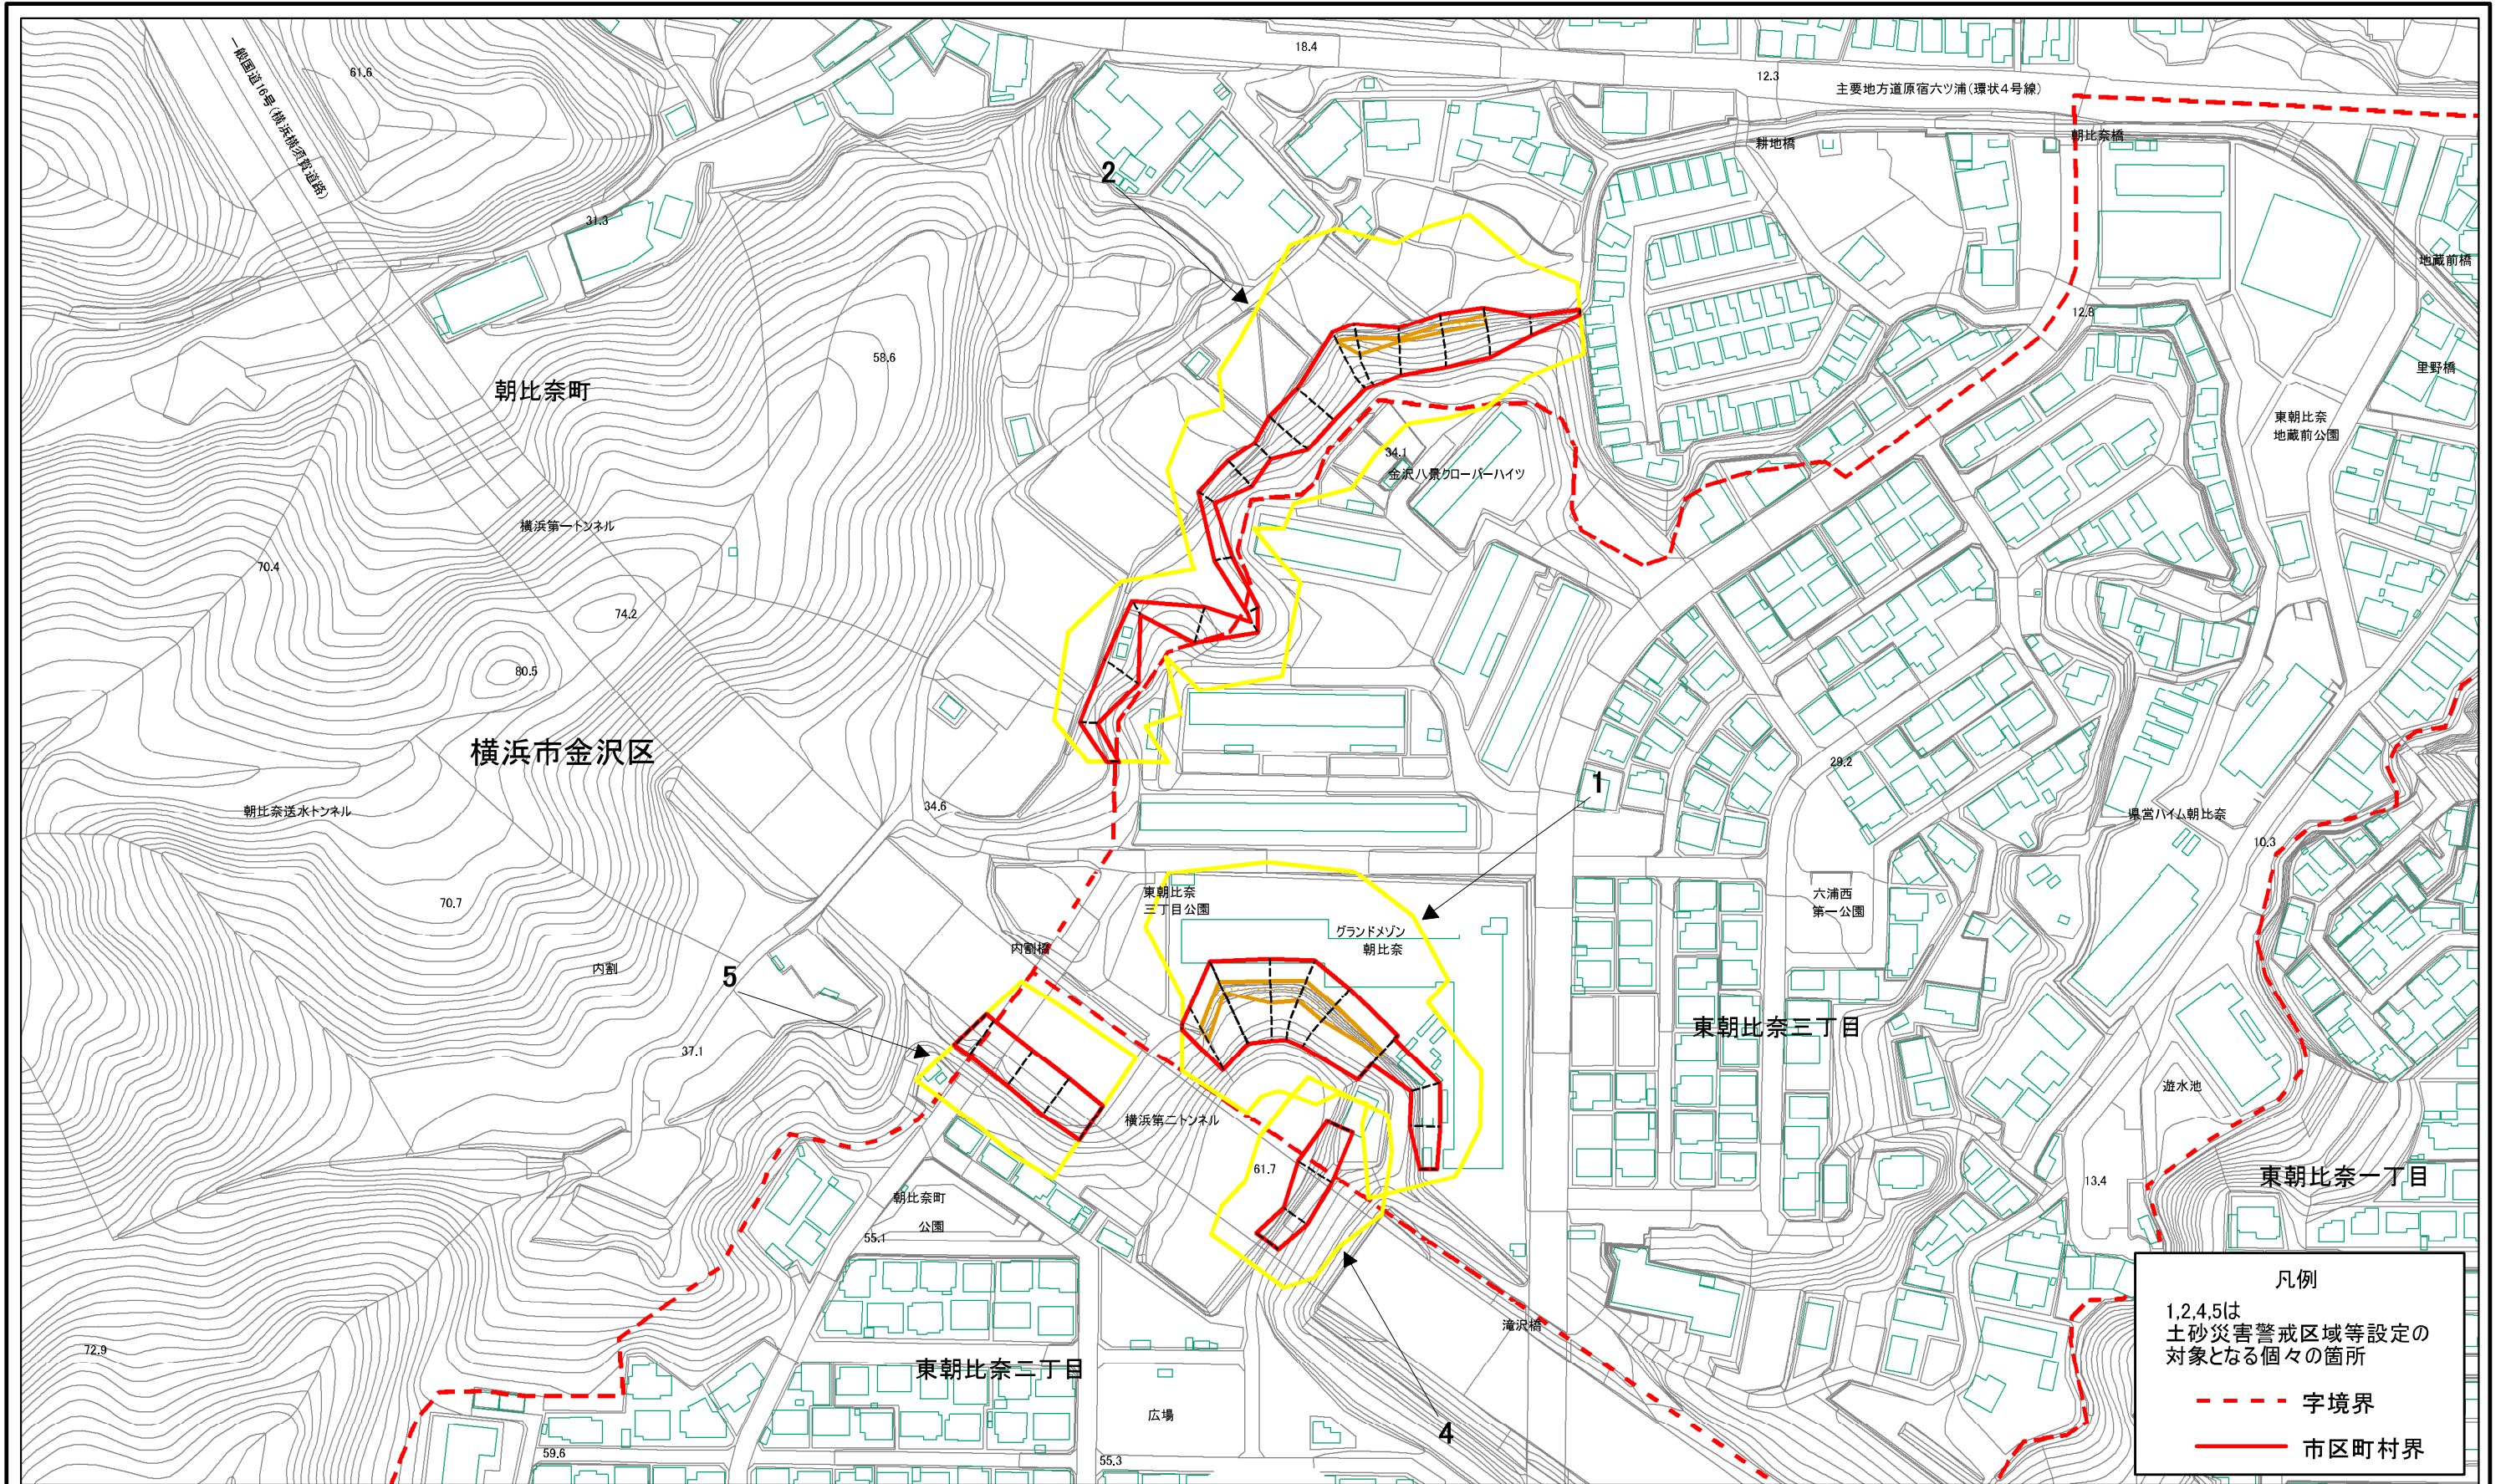 一般国道16号(横浜横須賀道路)
61.6
18.4
12.3
主要地方道原宿六ツ浦(環状4号線)
耕地橋
朝比奈橋
2
31.3
地蔵前橋
12.8
58.6
里野橋
朝比奈町
東朝比奈
地蔵前公園
34.1
金沢八景クローバーハイツ
横浜第一トンネル
70.4
74.2
80.5
横浜市金沢区
29.2
1
朝比奈送水トンネル
34.6
県営ハイム朝比奈
10.3
東朝比奈
三丁目公園
六浦西
第一公園
70.7
グランドメゾン
朝比奈
内割橋
内割
5
東朝比奈三丁目
37.1
遊水池
横浜第二トンネル
61.7
東朝比奈一丁目
13.4
朝比奈町
公園
55.1
滝沢橋
72.9
東朝比奈二丁目
広場
4
59.6
55.3
凡例
1,2,4,5は
土砂災害警戒区域等設定の
対象となる個々の箇所
字境界
市区町村界